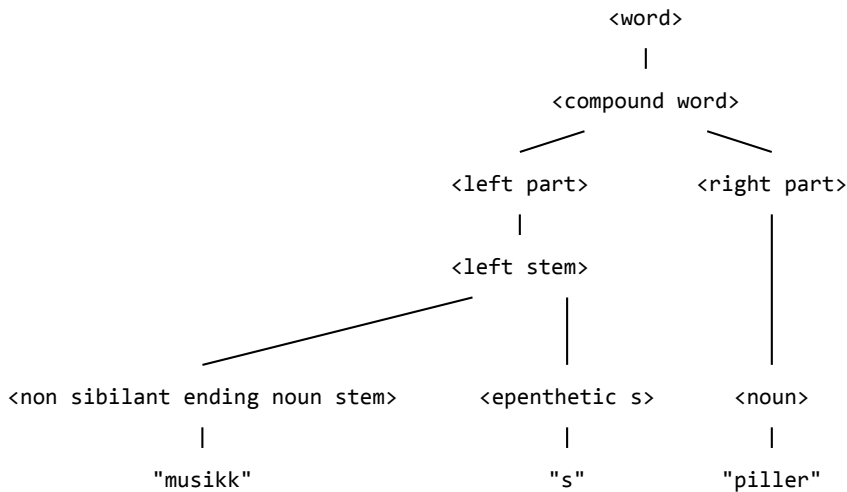 <word>
|
<compound word>
<left part> <right part>
|
<left stem>
<non sibilant ending noun stem> <epenthetic s> <noun>
| | |
"musikk" "s" "piller"